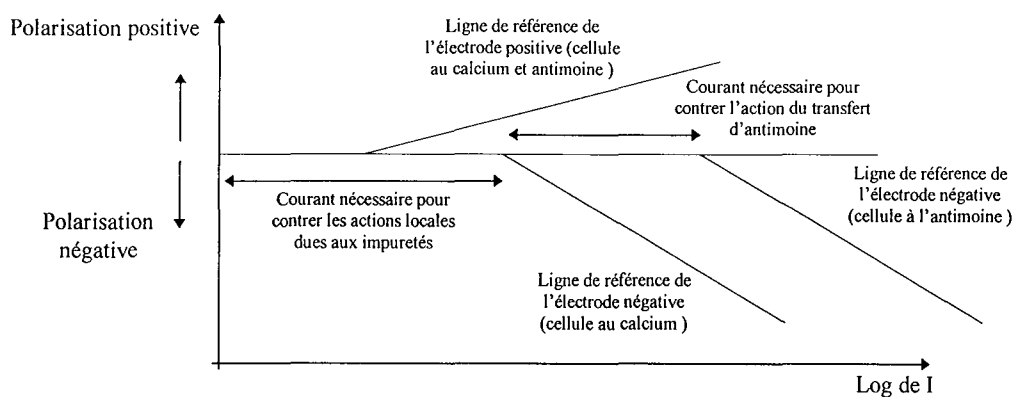 Polarisation positive
Ligne de référence de
l'électrode positive (cellule
au calcium et antimoine )
Courant nécessaire pour
contrer l'action du transfert
d'antimoine
Courant nécessaire pour
contrer les actions locales
dues aux impuretés
Polarisation
négative
Ligne de référence de
l'électrode négative
(cellule à l'antimoine )
Ligne de référence de
l'électrode négative
(cellule au calcium )
Log de I